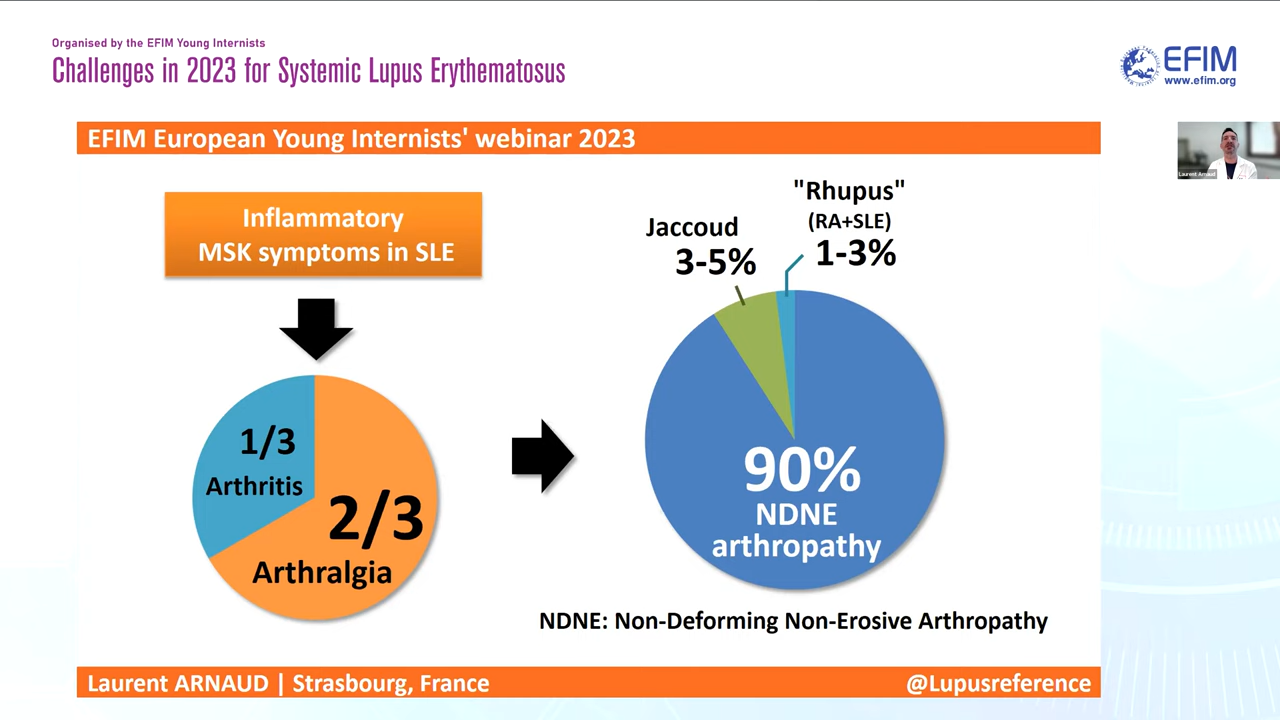 Organised by the EFIM Young Internists
Challenges in 2023 for Systemic Lupus Erythematosus
EFIM
www.efim.org
EFIM European Young Internists' webinar 2023
Laurent Arnaud
Inflammatory
MSK symptoms in SLE
1/3
Arthritis
2/3
Arthralgia
Jaccoud
3-5%
"Rhupus"
(RA+SLE)
1-3%
90%
NDNE
arthropathy
NDNE: Non-Deforming Non-Erosive Arthropathy
Laurent ARNAUD | Strasbourg, France
@Lupusreference